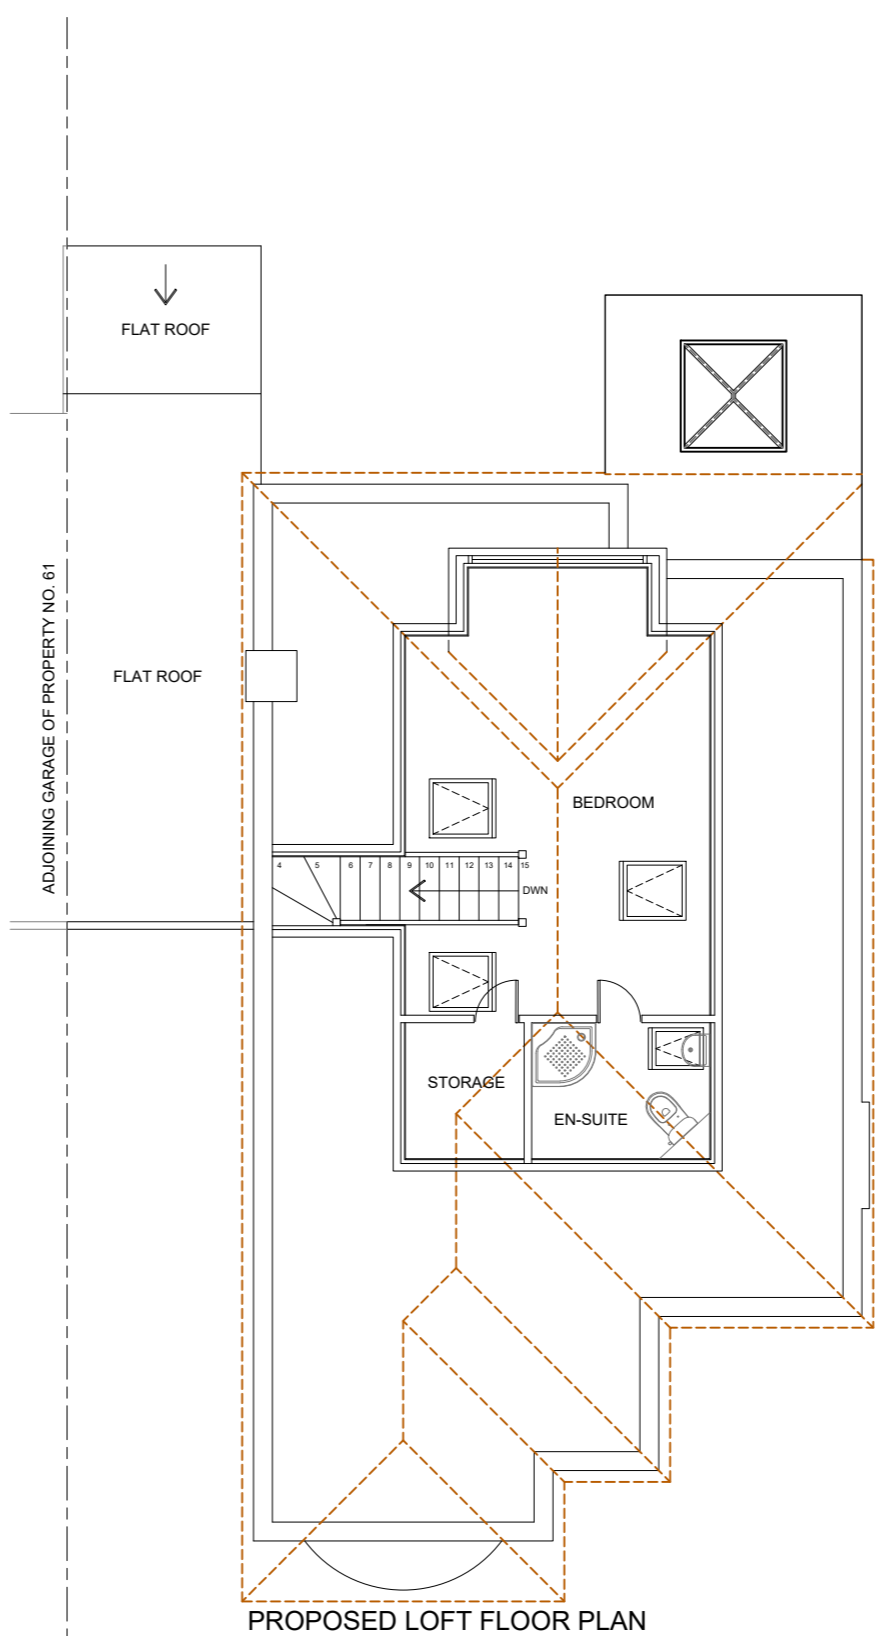 FLAT ROOF
ADJOINING GARAGE OF PROPERTY NO. 61
FLAT ROOF
BEDROOM
4 5 6 7 8 9 10 11 12 13 14 15
DWN
STORAGE
EN-SUITE
PROPOSED LOFT FLOOR PLAN